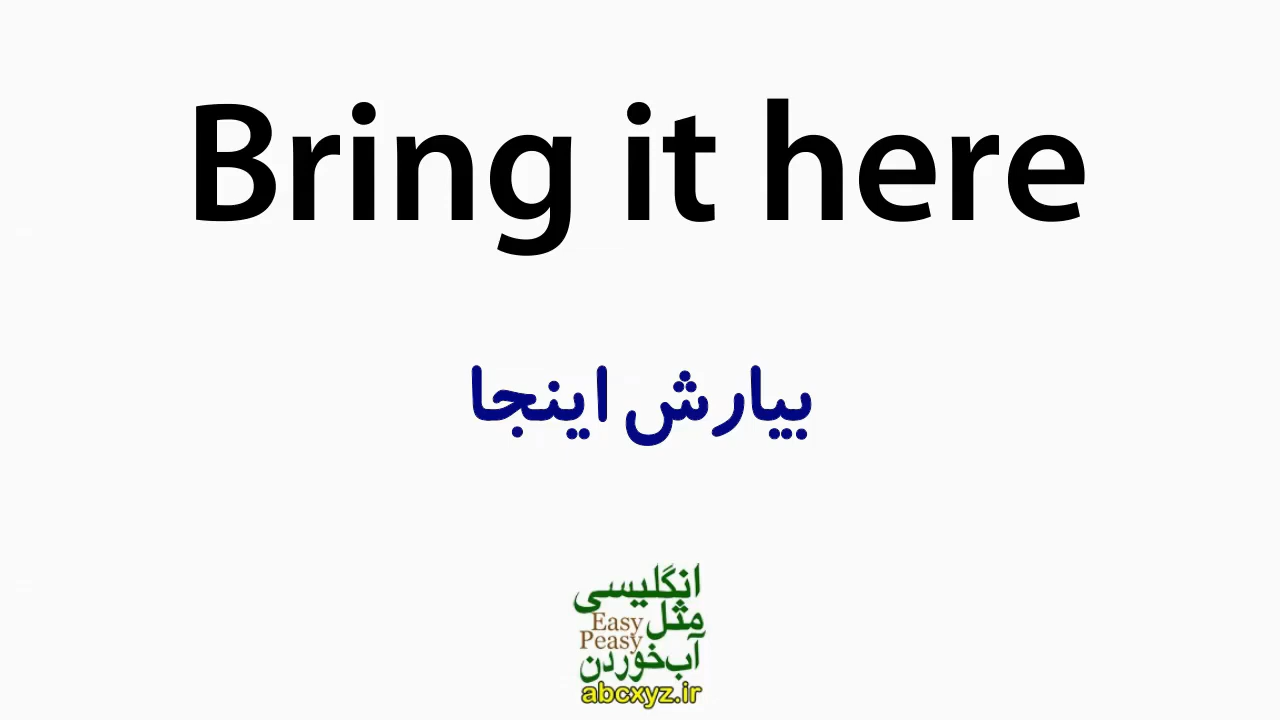 Bring it here
بیارش اینجا
انگلیسی
مثل
Easy
Peasy
آب‌خوردن
abcxyz.ir